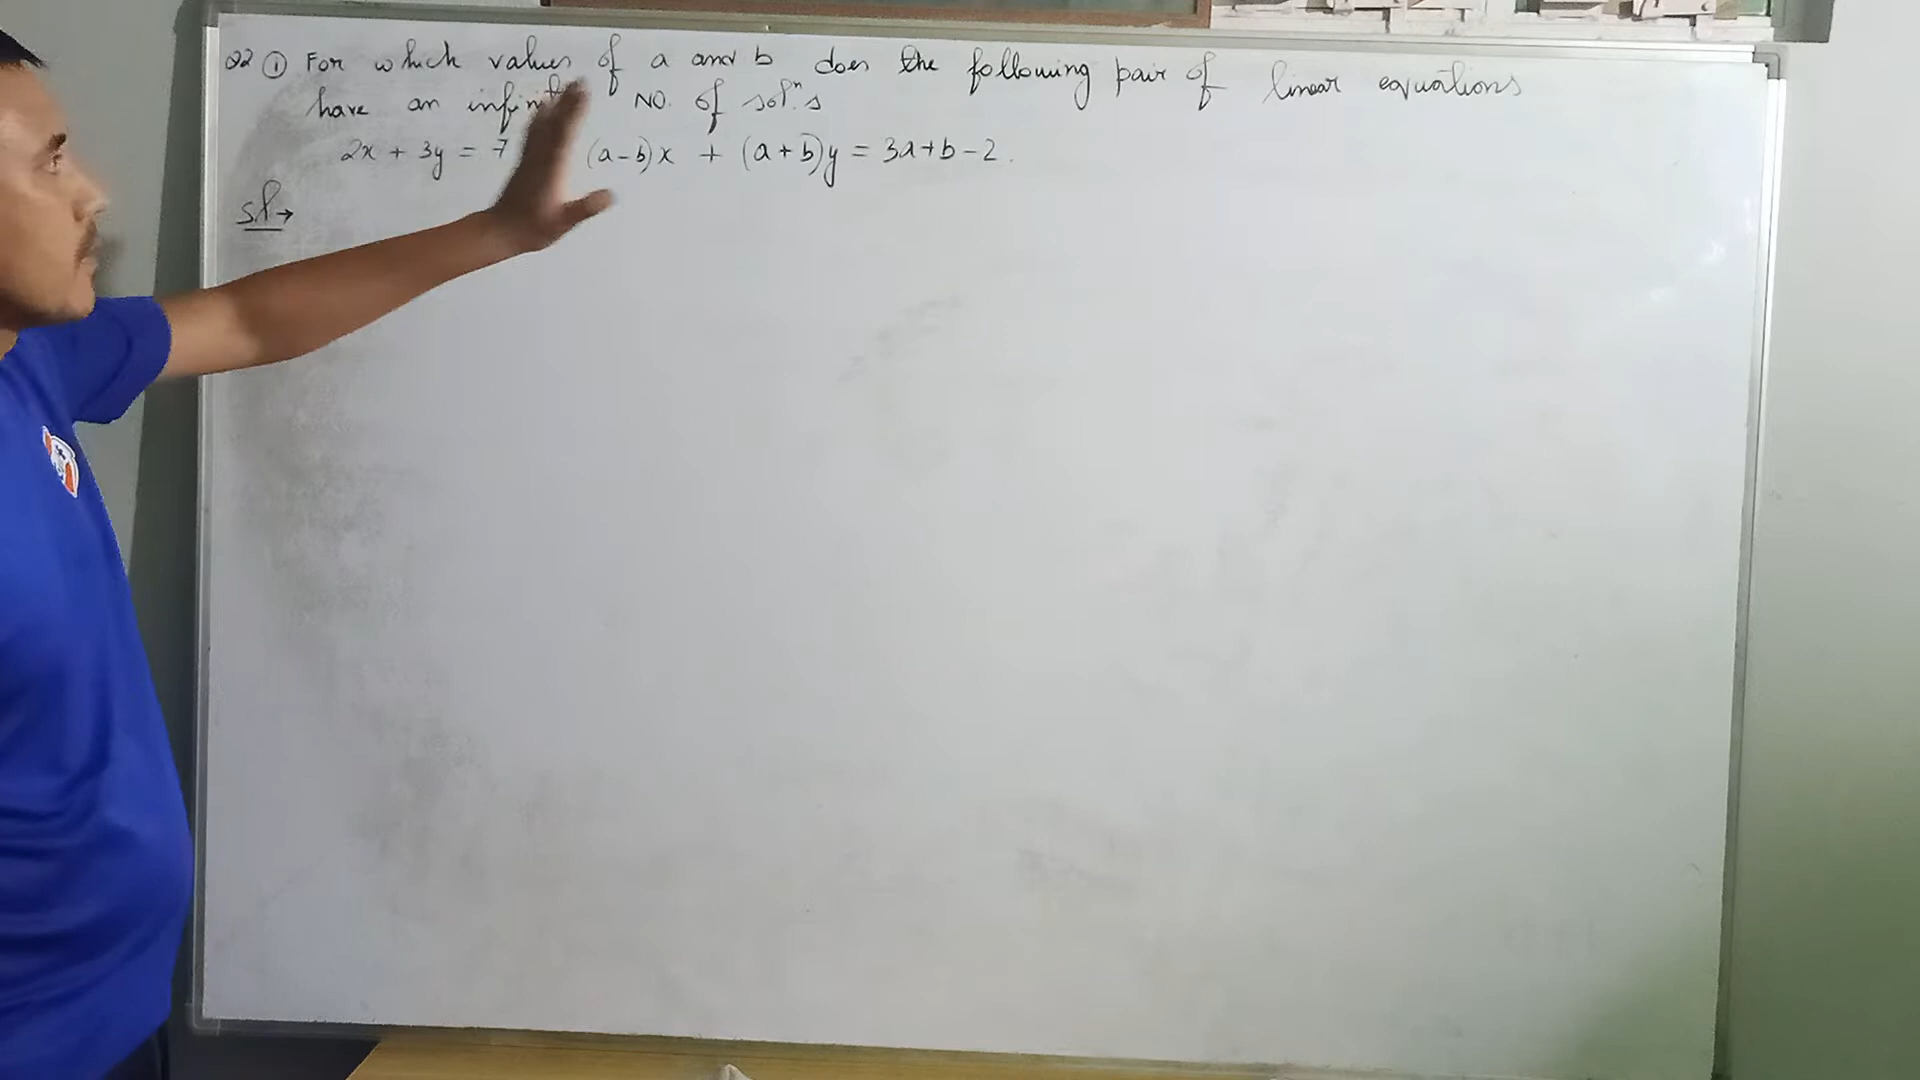 Q2 ① For which values of a and b does the following pair of linear equations
have an NO. of solⁿ.s
2x + 3y = 7 (a-b)x + (a+b)y = 3a+b-2.
Sol→